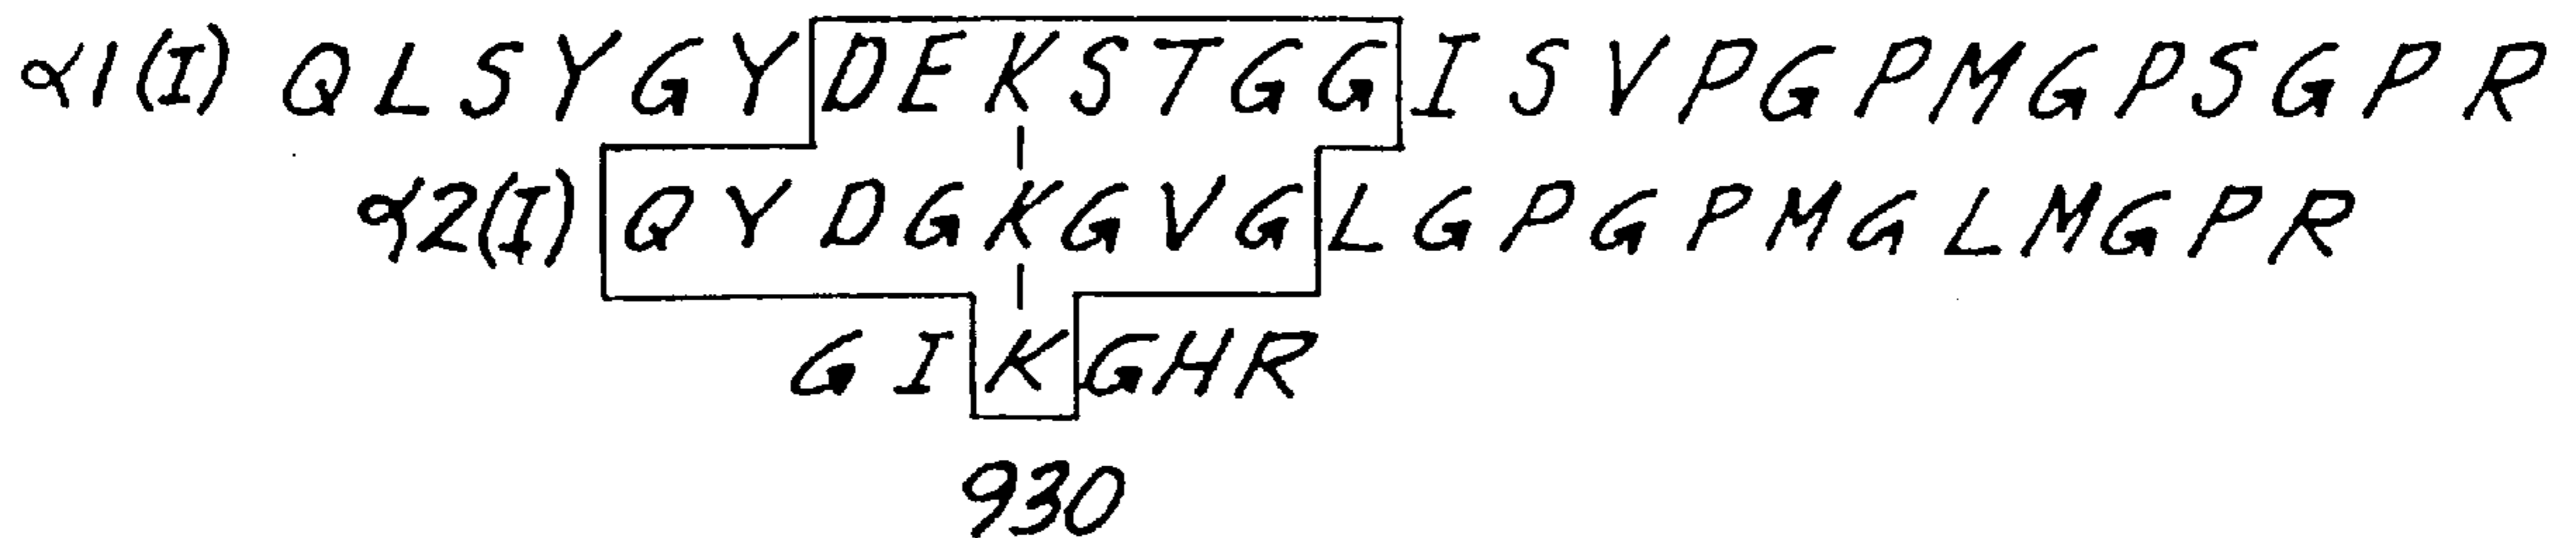 α1(I) QLSYGYDEKSTGGISVPGPMGPSGPR
α2(I) QYDGKGVGLGPGPMGLMGPR
GIKGHR
930